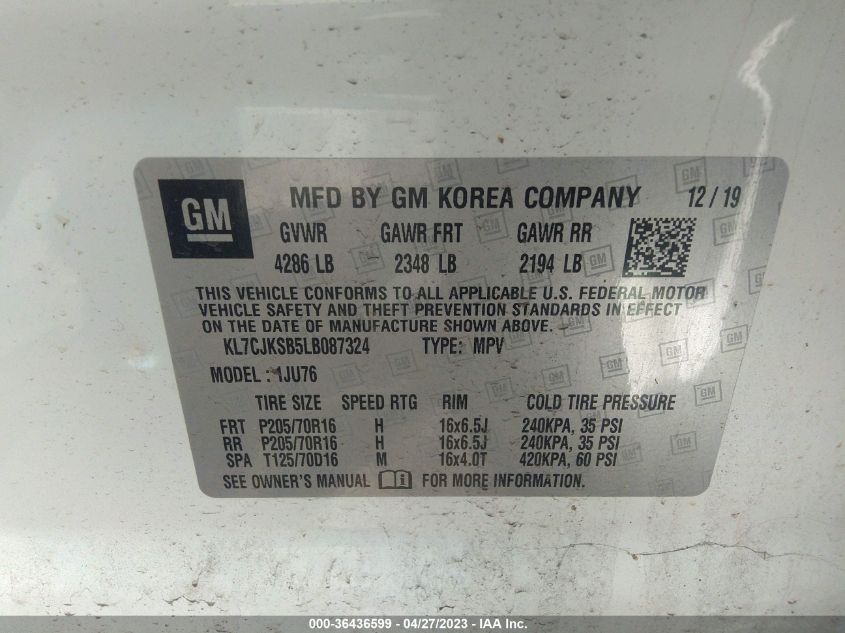 GM MFD BY GM KOREA COMPANY 12 / 19
GVWR GAWR FRT GAWR RR
4286 LB 2348 LB 2194 LB
THIS VEHICLE CONFORMS TO ALL APPLICABLE U.S. FEDERAL MOTOR
VEHICLE SAFETY AND THEFT PREVENTION STANDARDS IN EFFECT
ON THE DATE OF MANUFACTURE SHOWN ABOVE.
KL7CJKSB5LB087324 TYPE: MPV
MODEL : 1JU76
TIRE SIZE SPEED RTG RIM COLD TIRE PRESSURE
FRT P205/70R16 H 16x6.5J 240KPA, 35 PSI
RR P205/70R16 H 16x6.5J 240KPA, 35 PSI
SPA T125/70D16 M 16x4.0T 420KPA, 60 PSI
SEE OWNER'S MANUAL i FOR MORE INFORMATION.
000-36436599 - 04/27/2023 - IAA Inc.